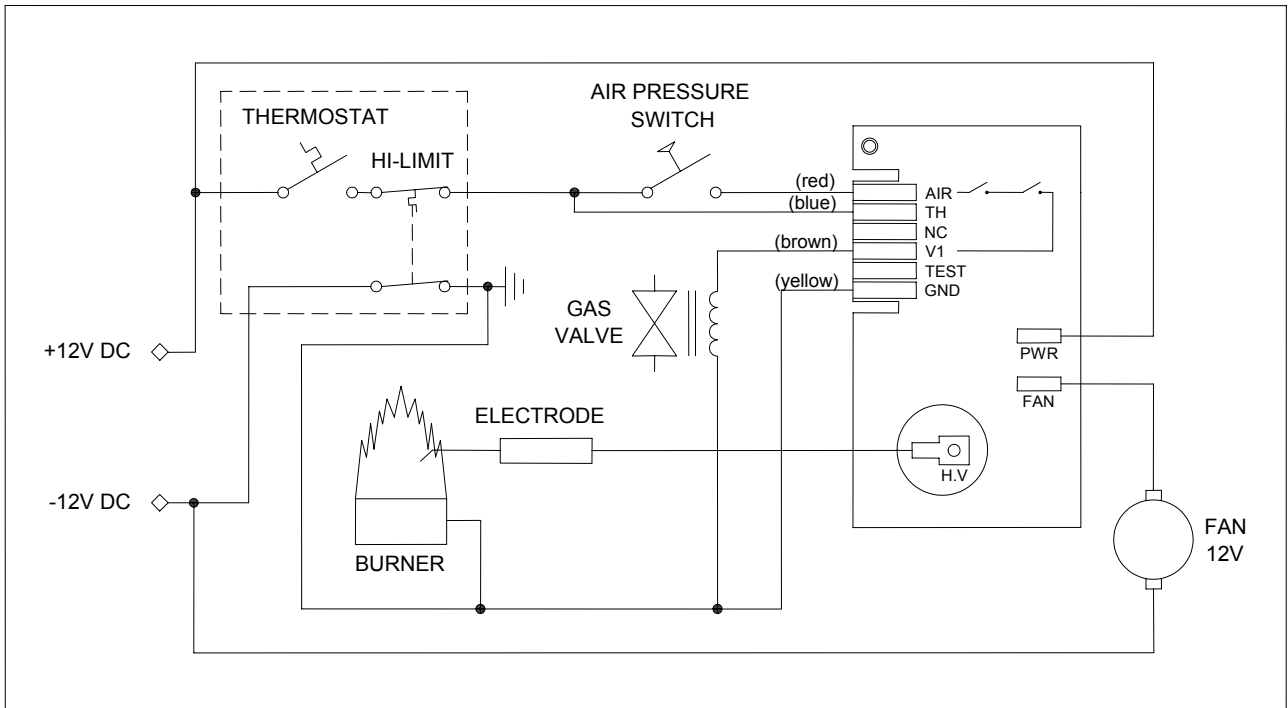 AIR PRESSURE
SWITCH
THERMOSTAT
HI-LIMIT
(red)
AIR
(blue)
TH
NC
(brown)
V1
TEST
(yellow)
GND
GAS
VALVE
+12V DC
PWR
FAN
ELECTRODE
H.V
-12V DC
BURNER
FAN
12V